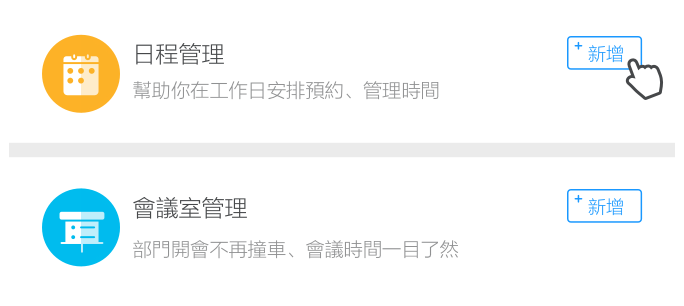 日程管理
+ 新增
幫助你在工作日安排預約、管理時間
會議室管理
+ 新增
部門開會不再撞車、會議時間一目了然